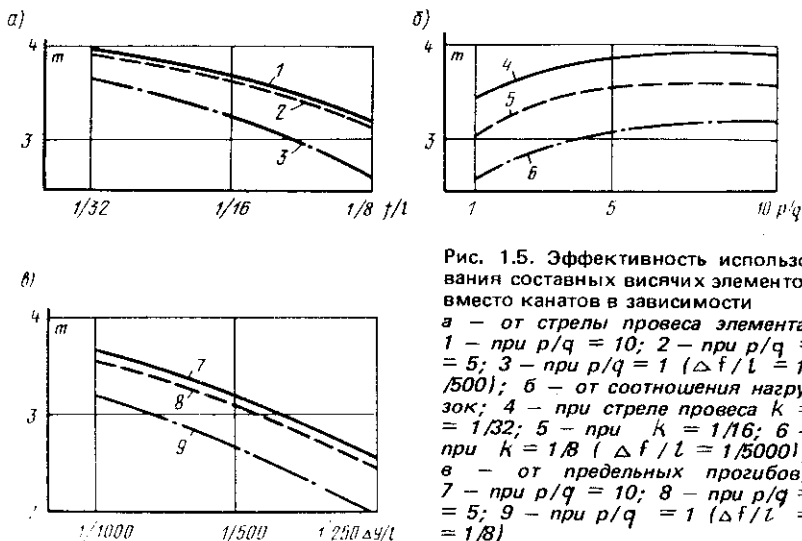 а)
4
m
3
1
2
3
1/32
1/16
1/8 f/l
б)
4
m
3
4
5
6
1
5
10 p/q
в)
4
m
3
7
8
9
1/1000
1/500
1 250 Δy/l
Рис. 1.5. Эффективность использо
вания составных висячих элементо
вместо канатов в зависимости
а — от стрелы провеса элемента
1 — при p/q = 10; 2 — при p/q =
= 5; 3 — при p/q = 1 (Δf/l = 1
/500); б — от соотношения нагру
зок; 4 — при стреле провеса k =
= 1/32; 5 — при k = 1/16; 6 —
при k = 1/8 ( Δf/l = 1/5000)
в — от предельных прогибов
7 — при p/q = 10; 8 — при p/q =
= 5; 9 — при p/q = 1 (Δf/l =
= 1/8)